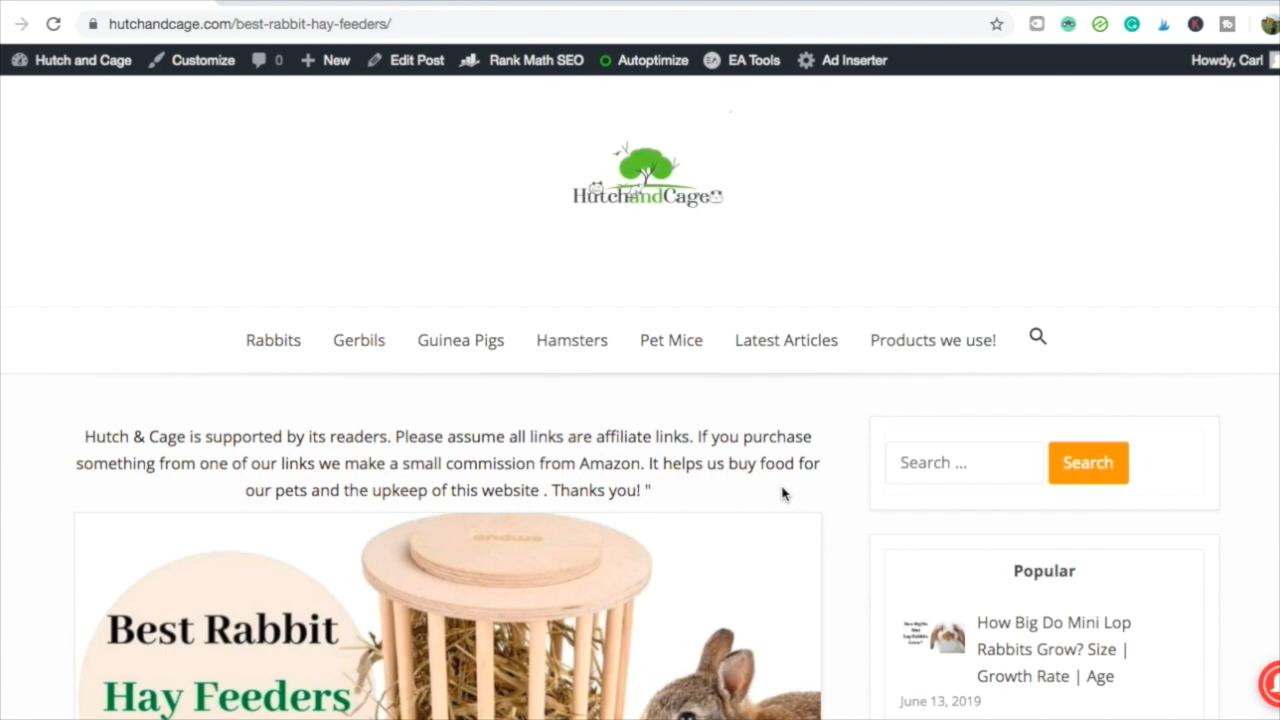 hutchandcage.com/best-rabbit-hay-feeders/
Hutch and Cage Customize 0 New Edit Post Rank Math SEO Autoptimize EA Tools Ad Inserter Howdy, Carl
HutchandCage
Rabbits Gerbils Guinea Pigs Hamsters Pet Mice Latest Articles Products we use!
Hutch & Cage is supported by its readers. Please assume all links are affiliate links. If you purchase
something from one of our links we make a small commission from Amazon. It helps us buy food for
our pets and the upkeep of this website . Thanks you! "
Search ...
Search
Best Rabbit
Hay Feeders
Popular
How Big Do Mini Lop
Rabbits Grow? Size |
Growth Rate | Age
June 13, 2019